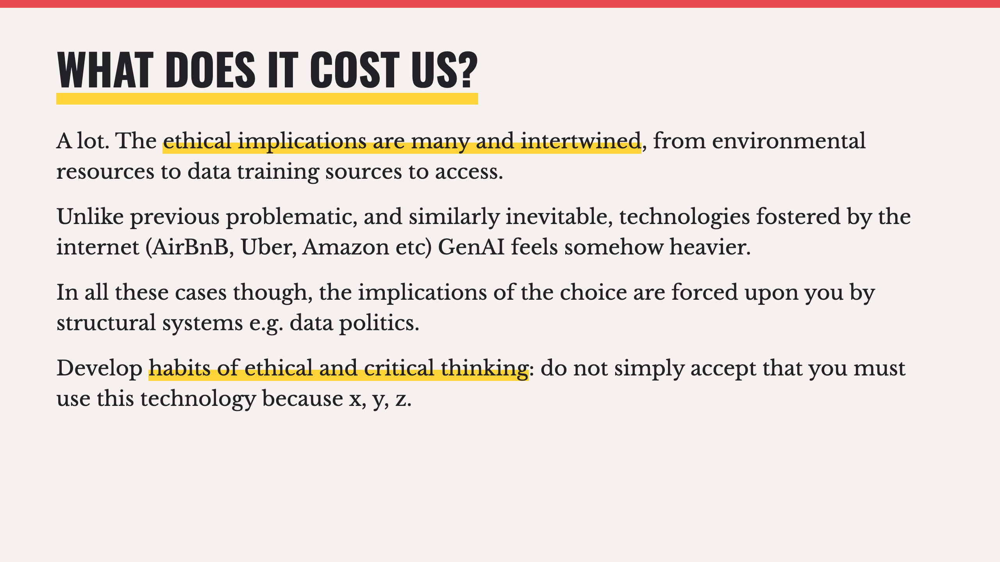 WHAT DOES IT COST US?
A lot. The ethical implications are many and intertwined, from environmental
resources to data training sources to access.
Unlike previous problematic, and similarly inevitable, technologies fostered by the
internet (AirBnB, Uber, Amazon etc) GenAI feels somehow heavier.
In all these cases though, the implications of the choice are forced upon you by
structural systems e.g. data politics.
Develop habits of ethical and critical thinking: do not simply accept that you must
use this technology because x, y, z.